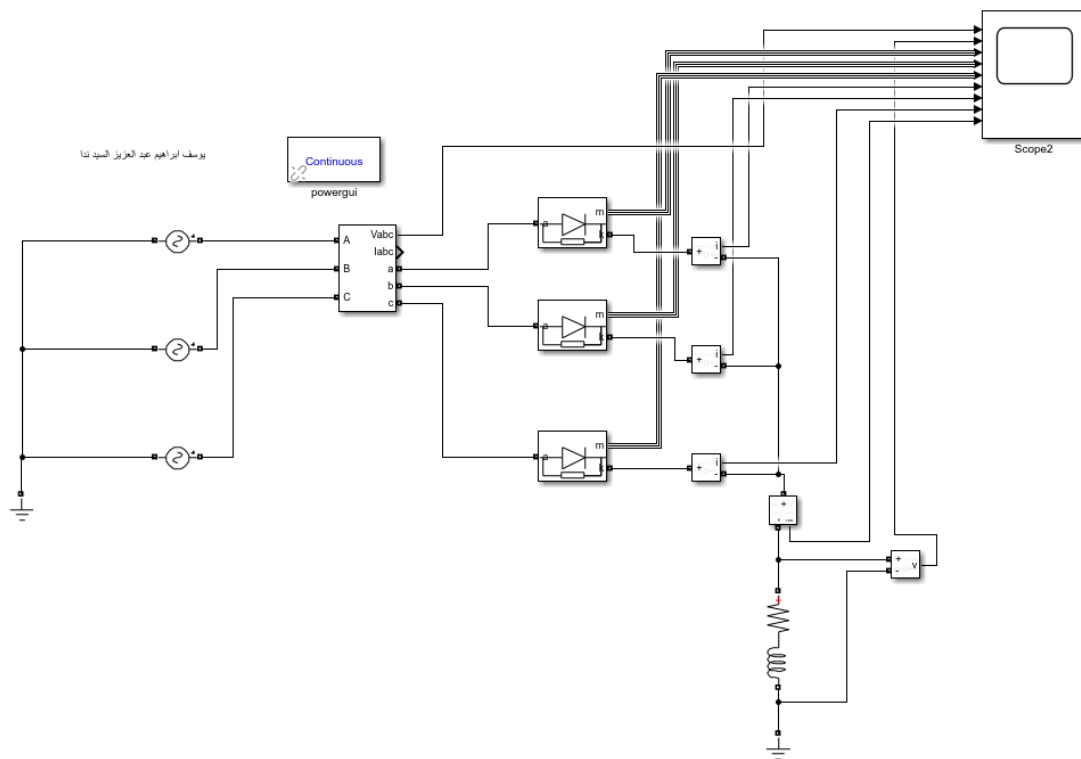 يوسف ابراهيم عبد العزيز السيد ندا
Continuous
powergui
Scope2
Vabc
A
Iabc
B
a
b
C
c
a
m
k
a
m
k
a
m
k
+
i
-
+
i
-
+
i
-
+
+
-
v
+